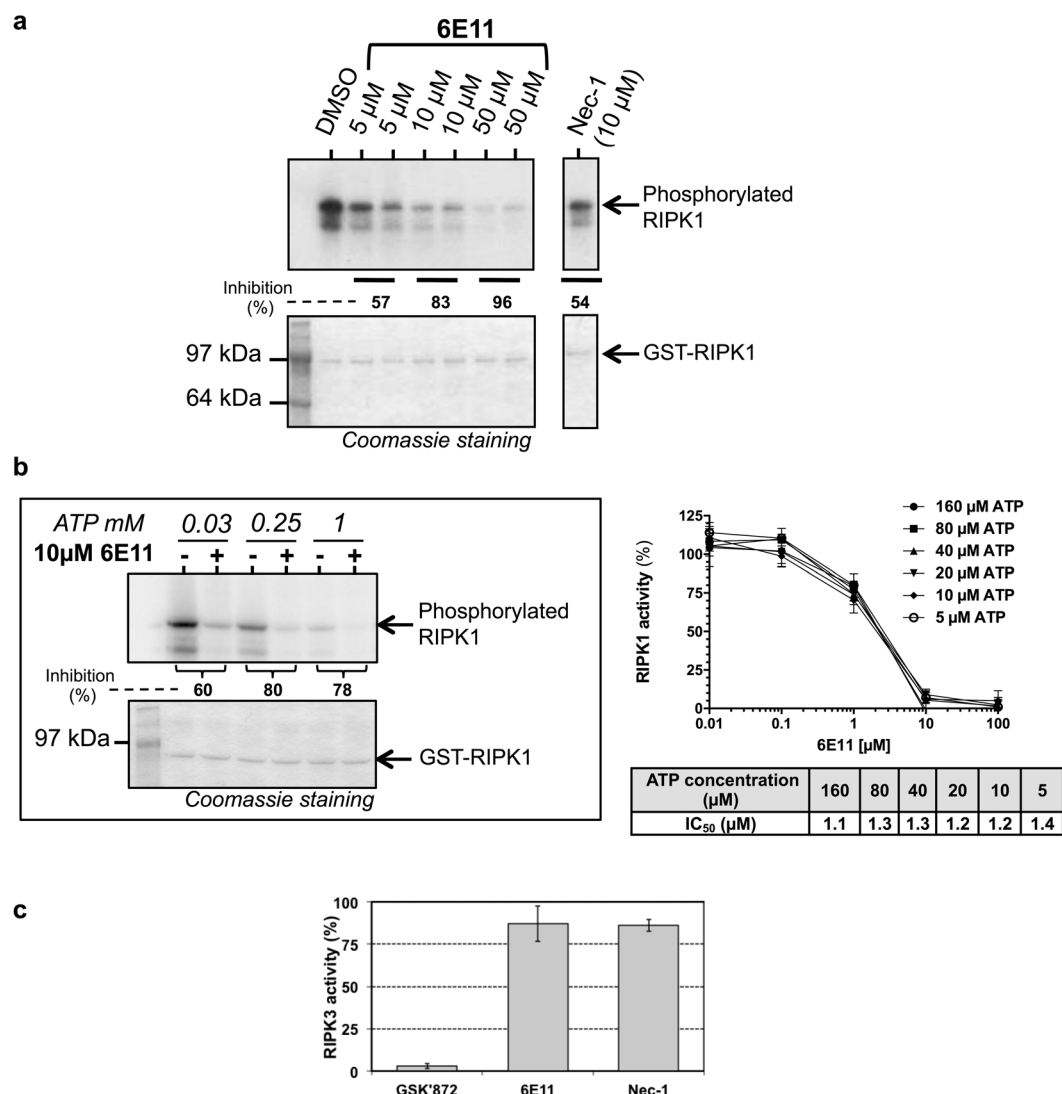 a
6E11
DMSO
5 µM
5 µM
10 µM
10 µM
50 µM
50 µM
Nec-1
(10 µM)
Phosphorylated
RIPK1
Inhibition
(%)
57
83
96
54
97 kDa
64 kDa
GST-RIPK1
Coomassie staining
b
ATP mM
0.03
0.25
1
10µM 6E11
- + - + - +
Phosphorylated
RIPK1
Inhibition
(%)
60
80
78
97 kDa
GST-RIPK1
Coomassie staining
160 µM ATP
80 µM ATP
40 µM ATP
20 µM ATP
10 µM ATP
5 µM ATP
RIPK1 activity (%)
125
100
75
50
25
0
0.01 0.1 1 10 100
6E11 [µM]
ATP concentration
(µM)
160 80 40 20 10 5
IC50 (µM) 1.1 1.3 1.3 1.2 1.2 1.4
c
RIPK3 activity (%)
100
75
50
25
0
GSK'872 6E11 Nec-1